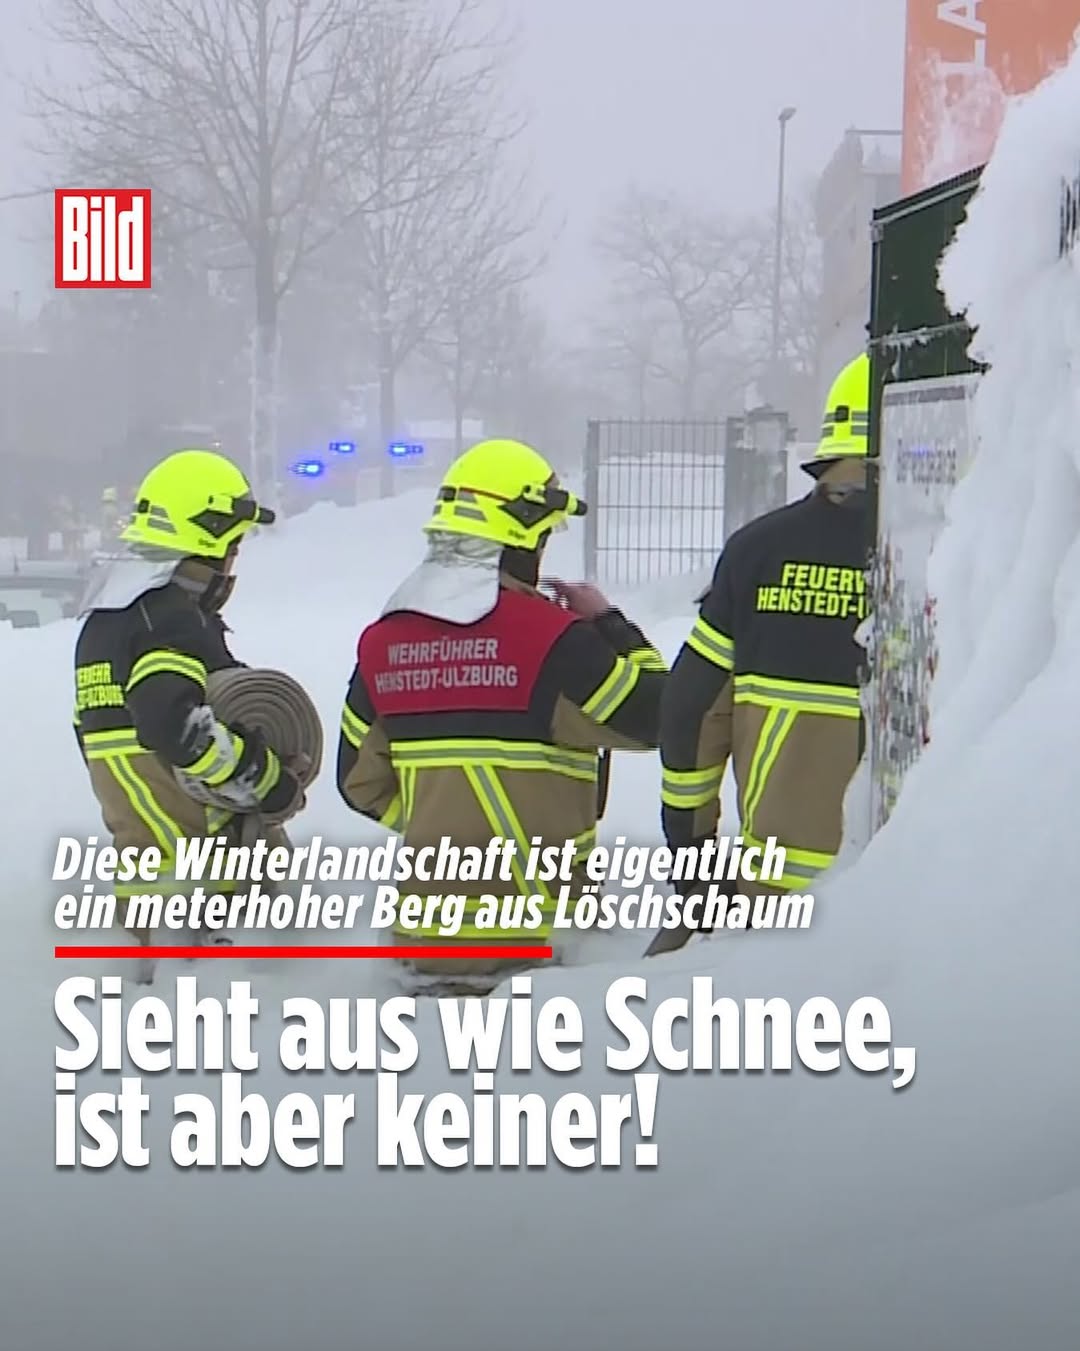 LA
Bild
FEUERW
HENSTEDT-U
WEHRFÜHRER
HENSTEDT-ULZBURG
Diese Winterlandschaft ist eigentlich
ein meterhoher Berg aus Löschschaum
Sieht aus wie Schnee,
ist aber keiner!